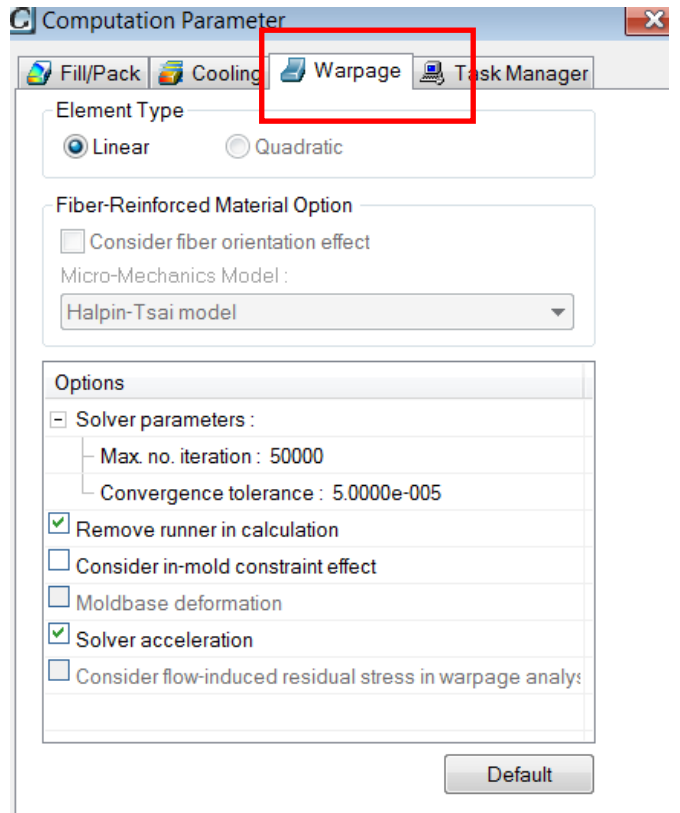 Computation Parameter
Fill/Pack Cooling Warpage Task Manager
Element Type
Linear Quadratic
Fiber-Reinforced Material Option
Consider fiber orientation effect
Micro-Mechanics Model :
Halpin-Tsai model
Options
Solver parameters :
Max. no. iteration : 50000
Convergence tolerance : 5.0000e-005
Remove runner in calculation
Consider in-mold constraint effect
Moldbase deformation
Solver acceleration
Consider flow-induced residual stress in warpage analys
Default